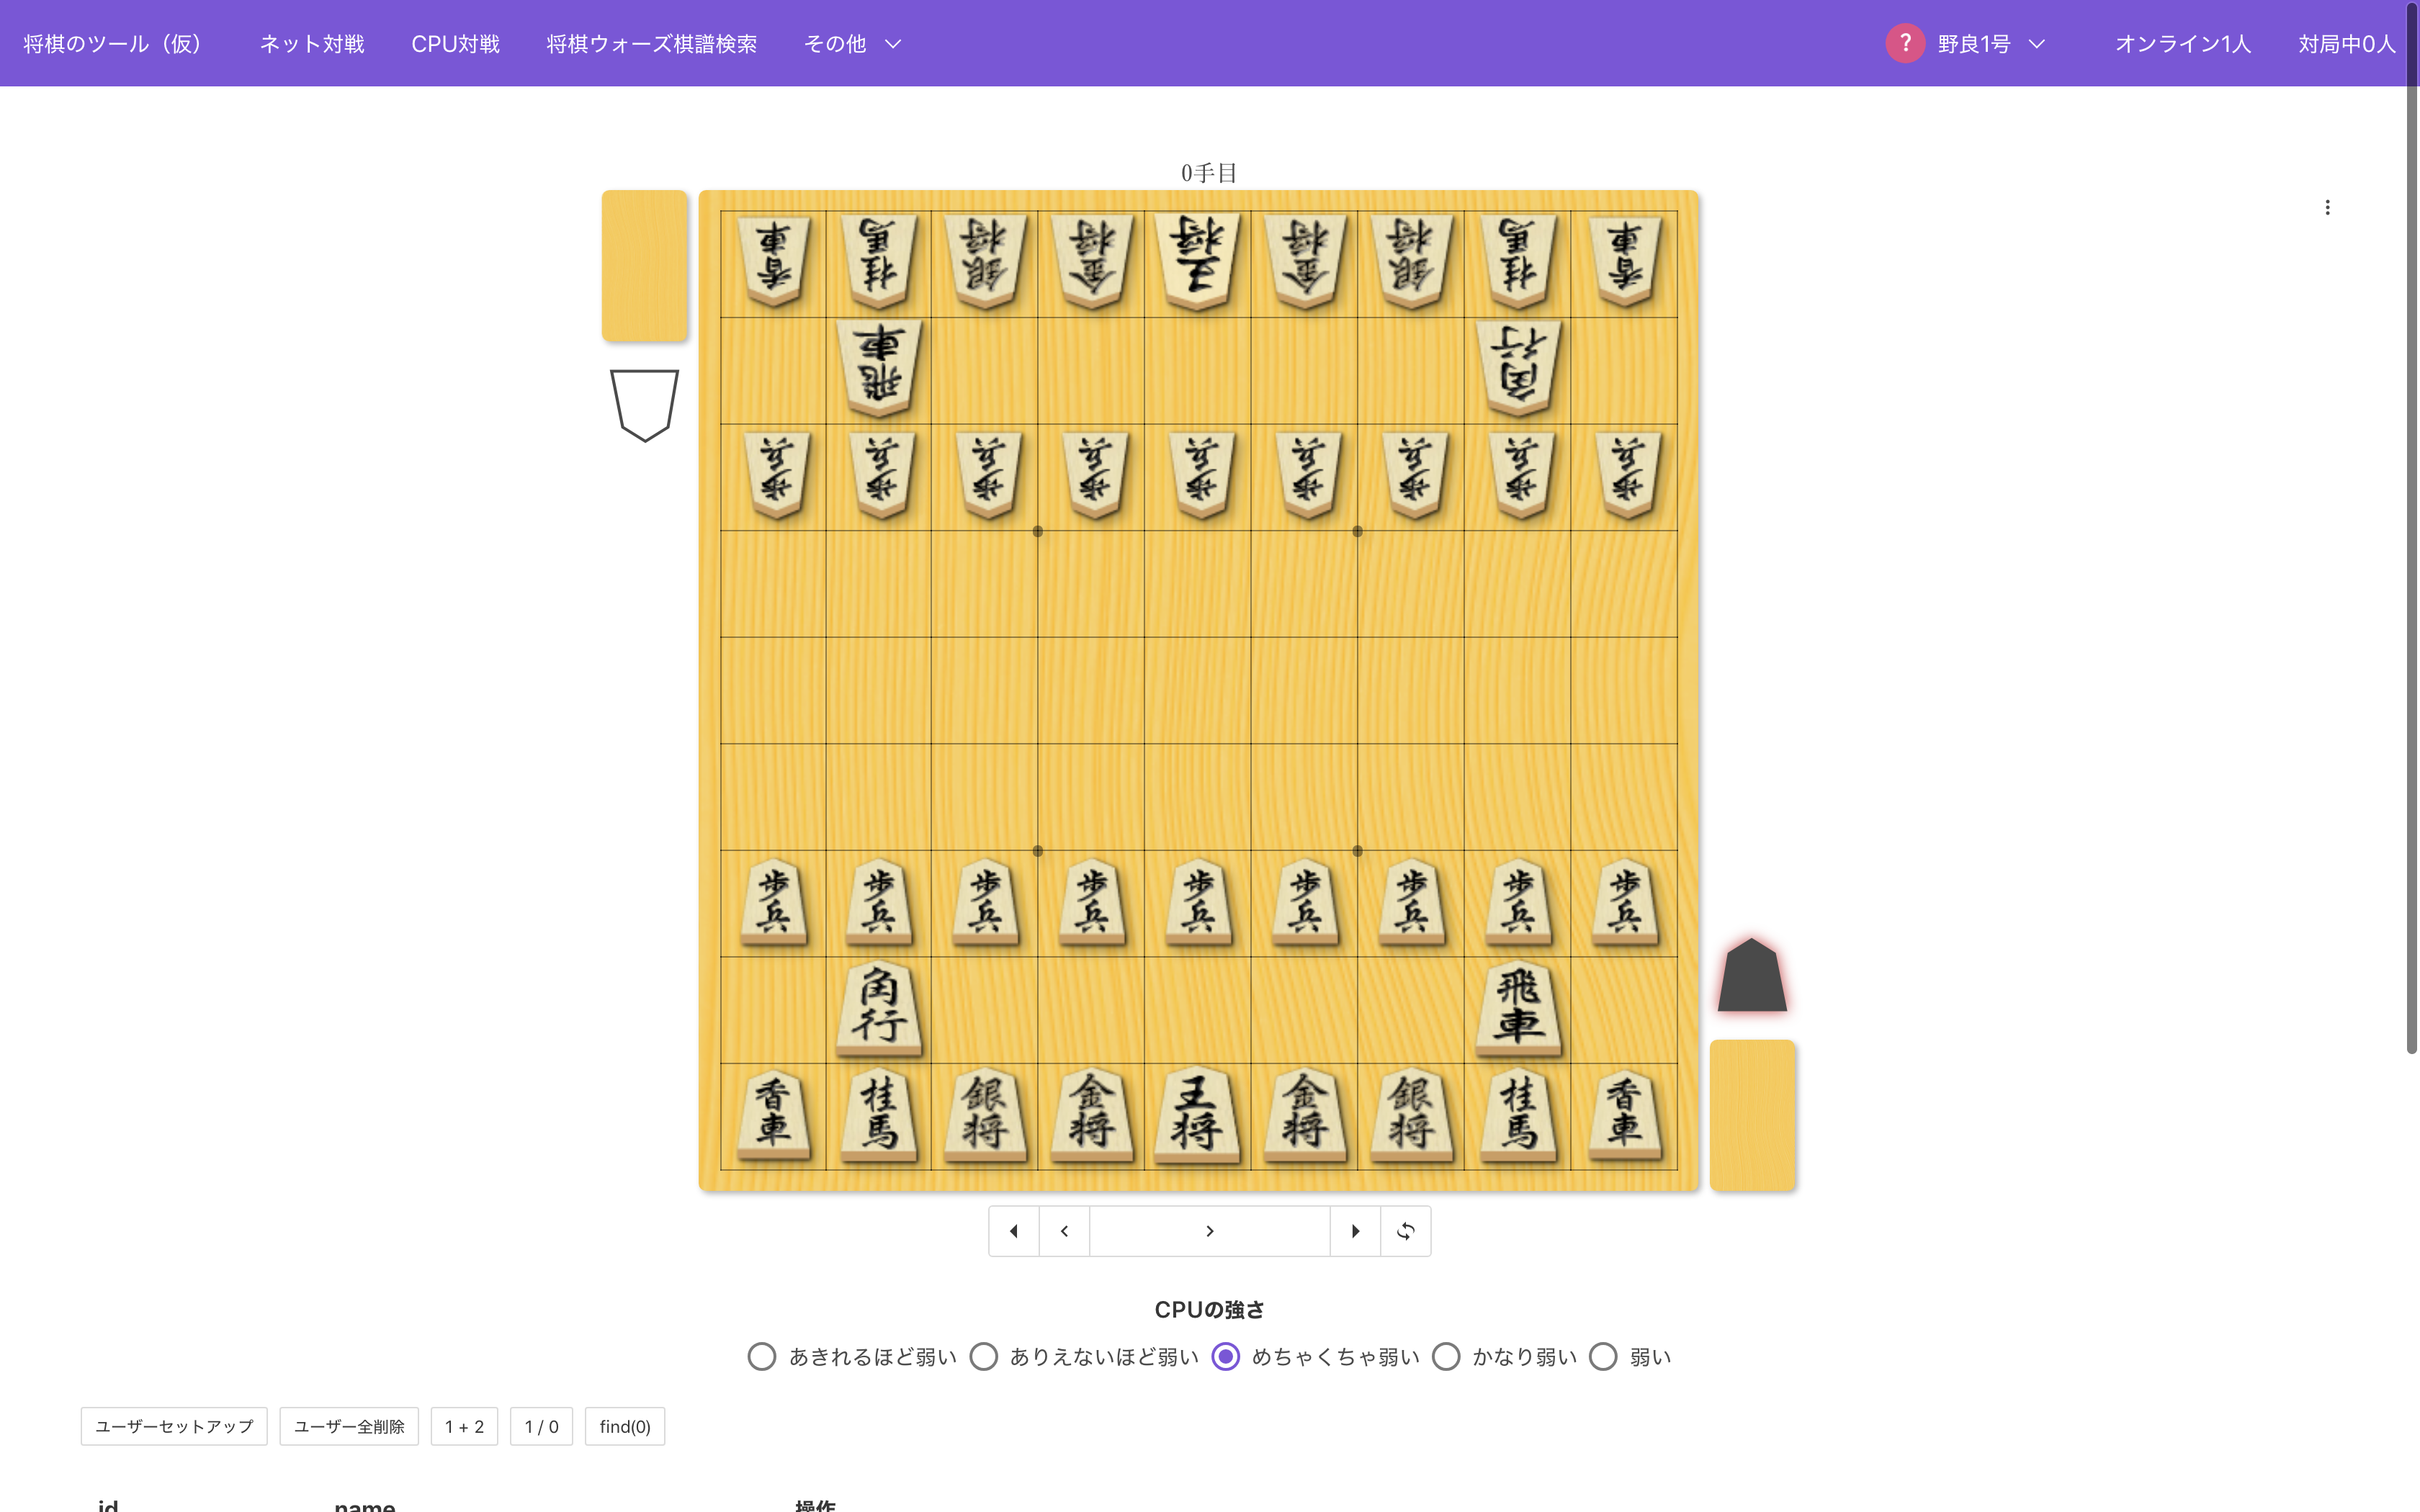 将棋のツール（仮） ネット対戦 CPU対戦 将棋ウォーズ棋譜検索 その他 ? 野良1号 オンライン1人 対局中0人
0手目
香車 桂馬 銀将 金将 王将 金将 銀将 桂馬 香車
飛車 角行
歩兵 歩兵 歩兵 歩兵 歩兵 歩兵 歩兵 歩兵 歩兵
歩兵 歩兵 歩兵 歩兵 歩兵 歩兵 歩兵 歩兵 歩兵
角行 飛車
香車 桂馬 銀将 金将 王将 金将 銀将 桂馬 香車
CPUの強さ
あきれるほど弱い ありえないほど弱い めちゃくちゃ弱い かなり弱い 弱い
ユーザーセットアップ ユーザー全削除 1 + 2 1 / 0 find(0)
id name 操作